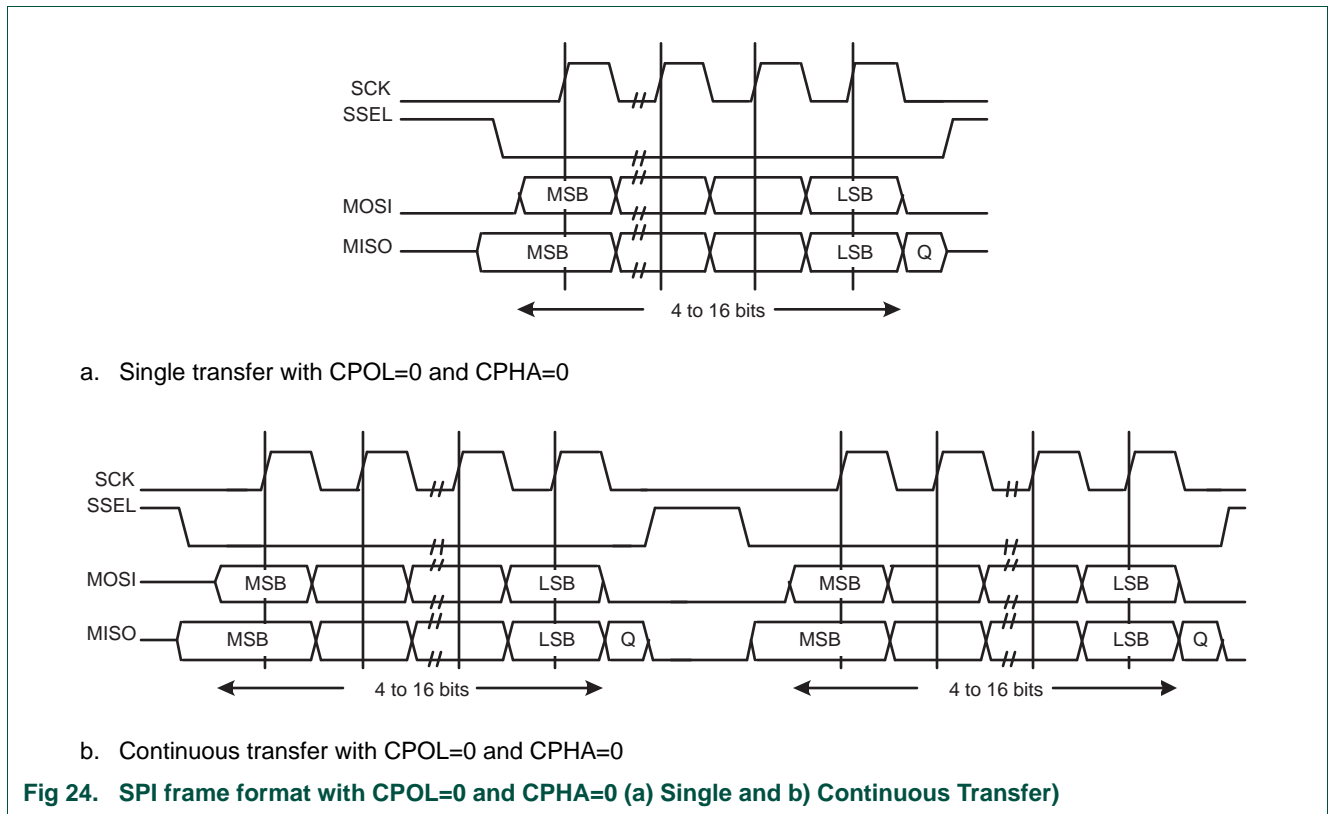 SCK
SSEL
MOSI MSB LSB
MISO MSB LSB Q
4 to 16 bits
a. Single transfer with CPOL=0 and CPHA=0
SCK
SSEL
MOSI MSB LSB MSB LSB
MISO MSB LSB Q MSB LSB Q
4 to 16 bits 4 to 16 bits
b. Continuous transfer with CPOL=0 and CPHA=0
Fig 24. SPI frame format with CPOL=0 and CPHA=0 (a) Single and b) Continuous Transfer)